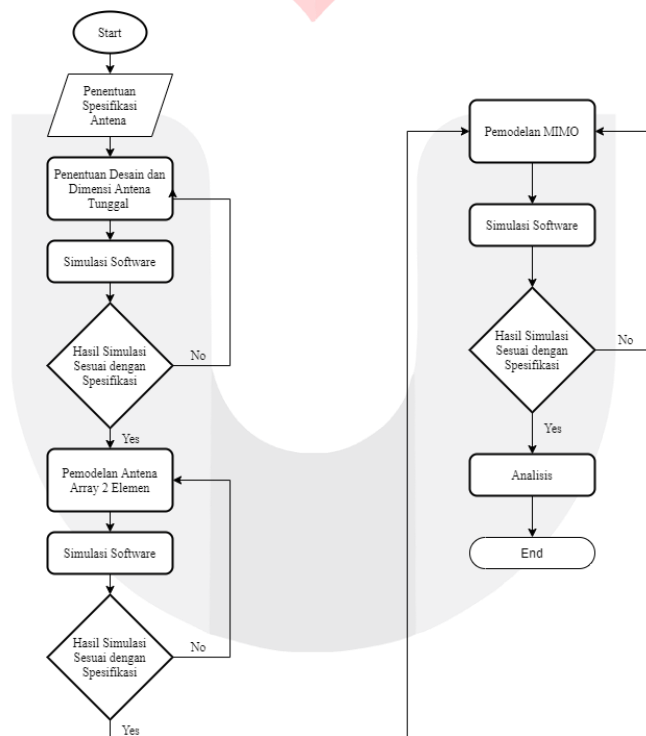 Start
Penentuan
Spesifikasi
Antena
Penentuan Desain dan
Dimensi Antena
Tunggal
Simulasi Software
Hasil Simulasi
Sesuai dengan
Spesifikasi
No
Yes
Pemodelan Antena
Array 2 Elemen
Simulasi Software
Hasil Simulasi
Sesuai dengan
Spesifikasi
No
Yes
Pemodelan MIMO
Simulasi Software
Hasil Simulasi
Sesuai dengan
Spesifikasi
No
Yes
Analisis
End